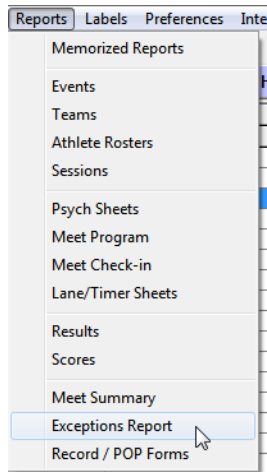 Reports Labels Preferences Inte
Memorized Reports
Events
Teams
Athlete Rosters
Sessions
Psych Sheets
Meet Program
Meet Check-in
Lane/Timer Sheets
Results
Scores
Meet Summary
Exceptions Report
Record / POP Forms